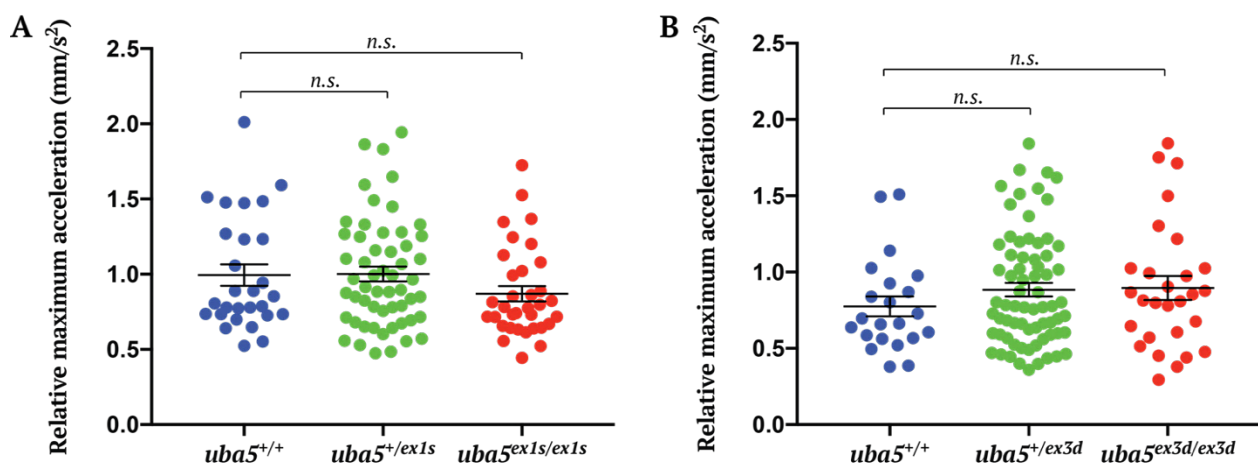 A
Relative maximum acceleration (mm/s²)
2.5
2.0
1.5
1.0
0.5
0.0
n.s.
n.s.
uba5+/+
uba5+/ex1s
uba5ex1s/ex1s
B
Relative maximum acceleration (mm/s²)
2.5
2.0
1.5
1.0
0.5
0.0
n.s.
n.s.
uba5+/+
uba5+/ex3d
uba5ex3d/ex3d